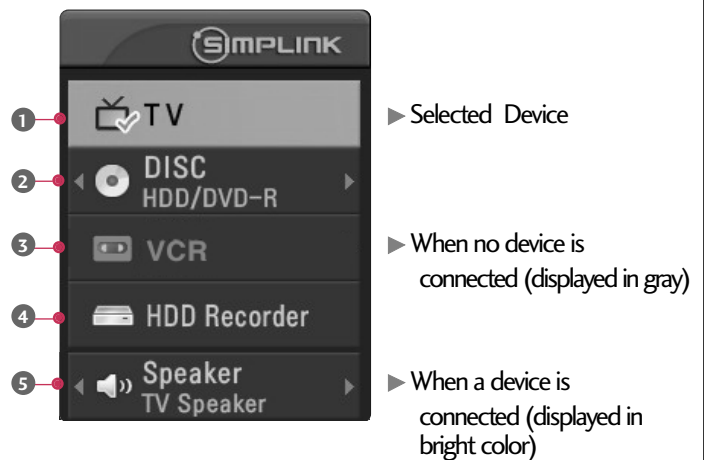 SIMPLINK
1 TV ▶ Selected Device
2 ◀ DISC ▶
HDD/DVD-R
3 VCR ▶ When no device is
connected (displayed in gray)
4 HDD Recorder
5 ◀ Speaker ▶ ▶ When a device is
TV Speaker connected (displayed in
bright color)